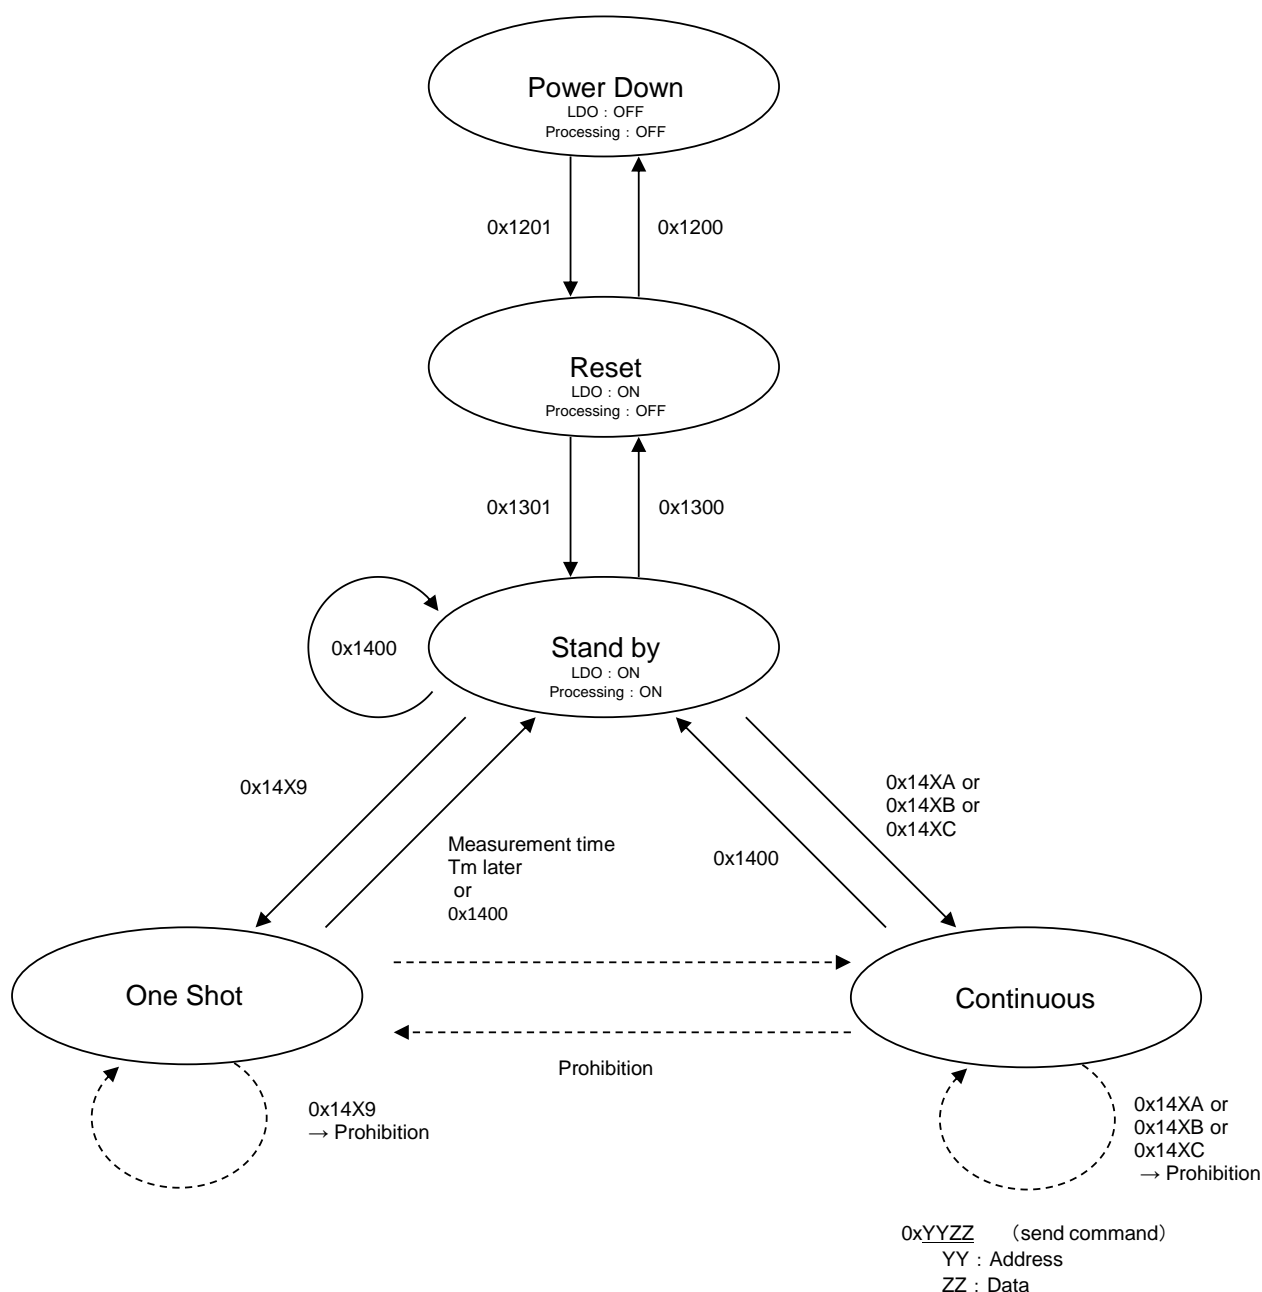 Power Down
LDO : OFF
Processing : OFF
0x1201
0x1200
Reset
LDO : ON
Processing : OFF
0x1301
0x1300
0x1400
Stand by
LDO : ON
Processing : ON
0x14X9
Measurement time
Tm later
or
0x1400
0x1400
0x14XA or
0x14XB or
0x14XC
One Shot
Continuous
Prohibition
0x14X9
→ Prohibition
0x14XA or
0x14XB or
0x14XC
→ Prohibition
0xYYZZ （send command）
YY : Address
ZZ : Data